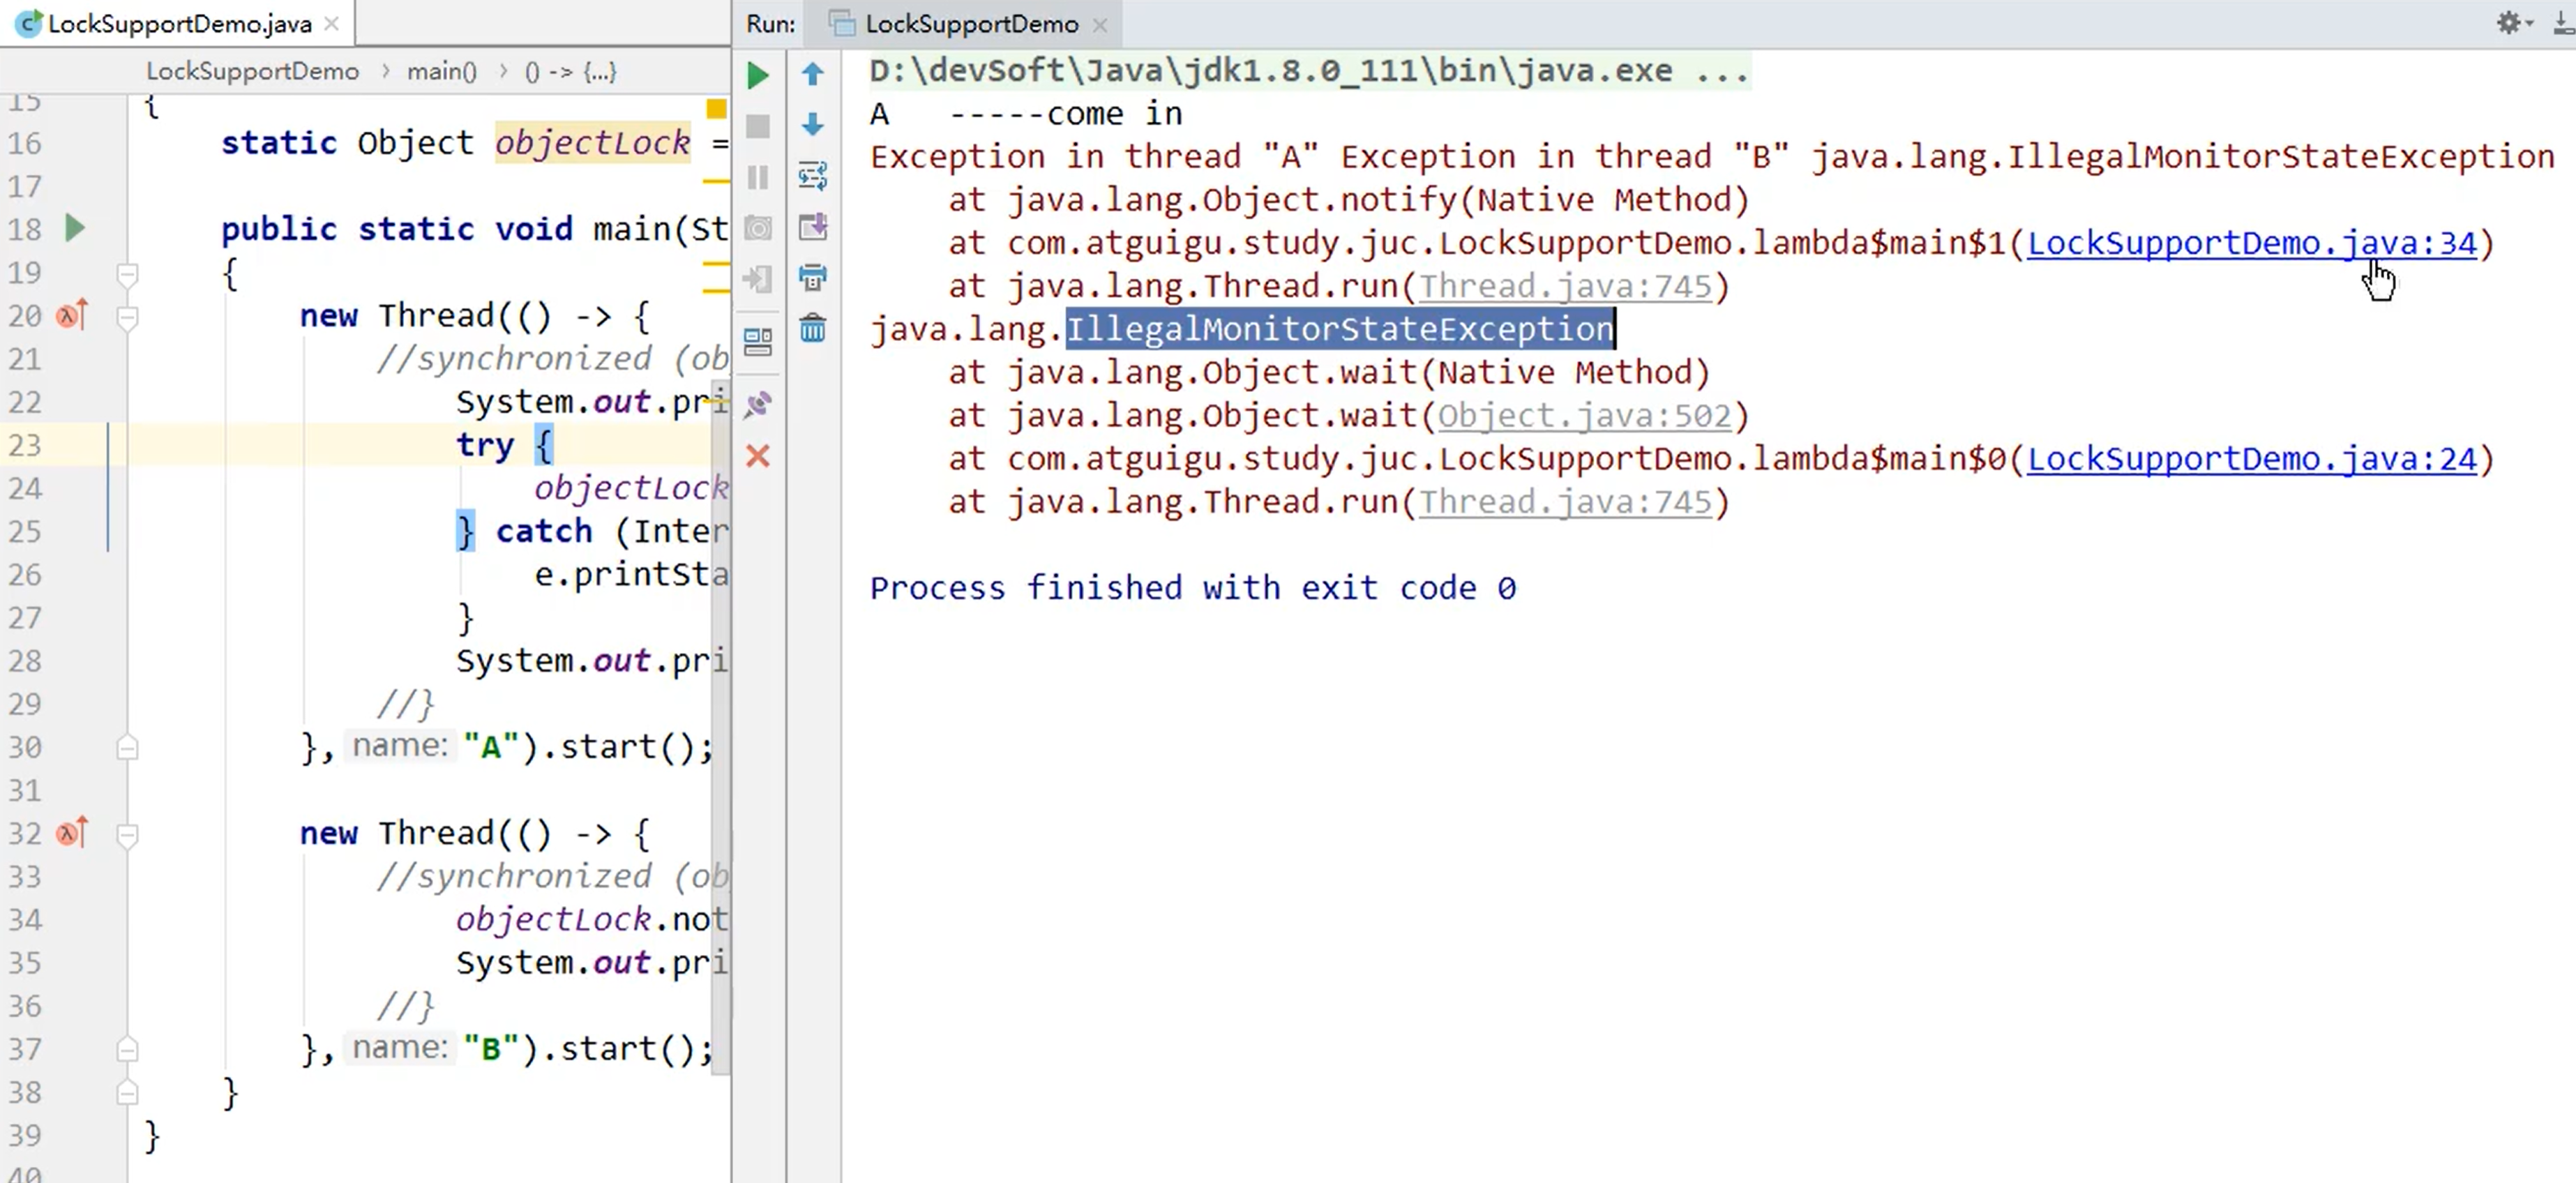 LockSupportDemo.java
LockSupportDemo › main() › () -> {...}
15 {
16 static Object objectLock =
17
18 public static void main(St
19 {
20 new Thread(() -> {
21 //synchronized (ob
22 System.out.pri
23 try {
24 objectLock
25 } catch (Inter
26 e.printSta
27 }
28 System.out.pri
29 //}
30 }, name: "A").start();
31
32 new Thread(() -> {
33 //synchronized (ob
34 objectLock.not
35 System.out.pri
36 //}
37 }, name: "B").start();
38 }
39 }
40
Run: LockSupportDemo
D:\devSoft\Java\jdk1.8.0_111\bin\java.exe ...
A -----come in
Exception in thread "A" Exception in thread "B" java.lang.IllegalMonitorStateException
at java.lang.Object.notify(Native Method)
at com.atguigu.study.juc.LockSupportDemo.lambda$main$1(LockSupportDemo.java:34)
at java.lang.Thread.run(Thread.java:745)
java.lang.IllegalMonitorStateException
at java.lang.Object.wait(Native Method)
at java.lang.Object.wait(Object.java:502)
at com.atguigu.study.juc.LockSupportDemo.lambda$main$0(LockSupportDemo.java:24)
at java.lang.Thread.run(Thread.java:745)
Process finished with exit code 0